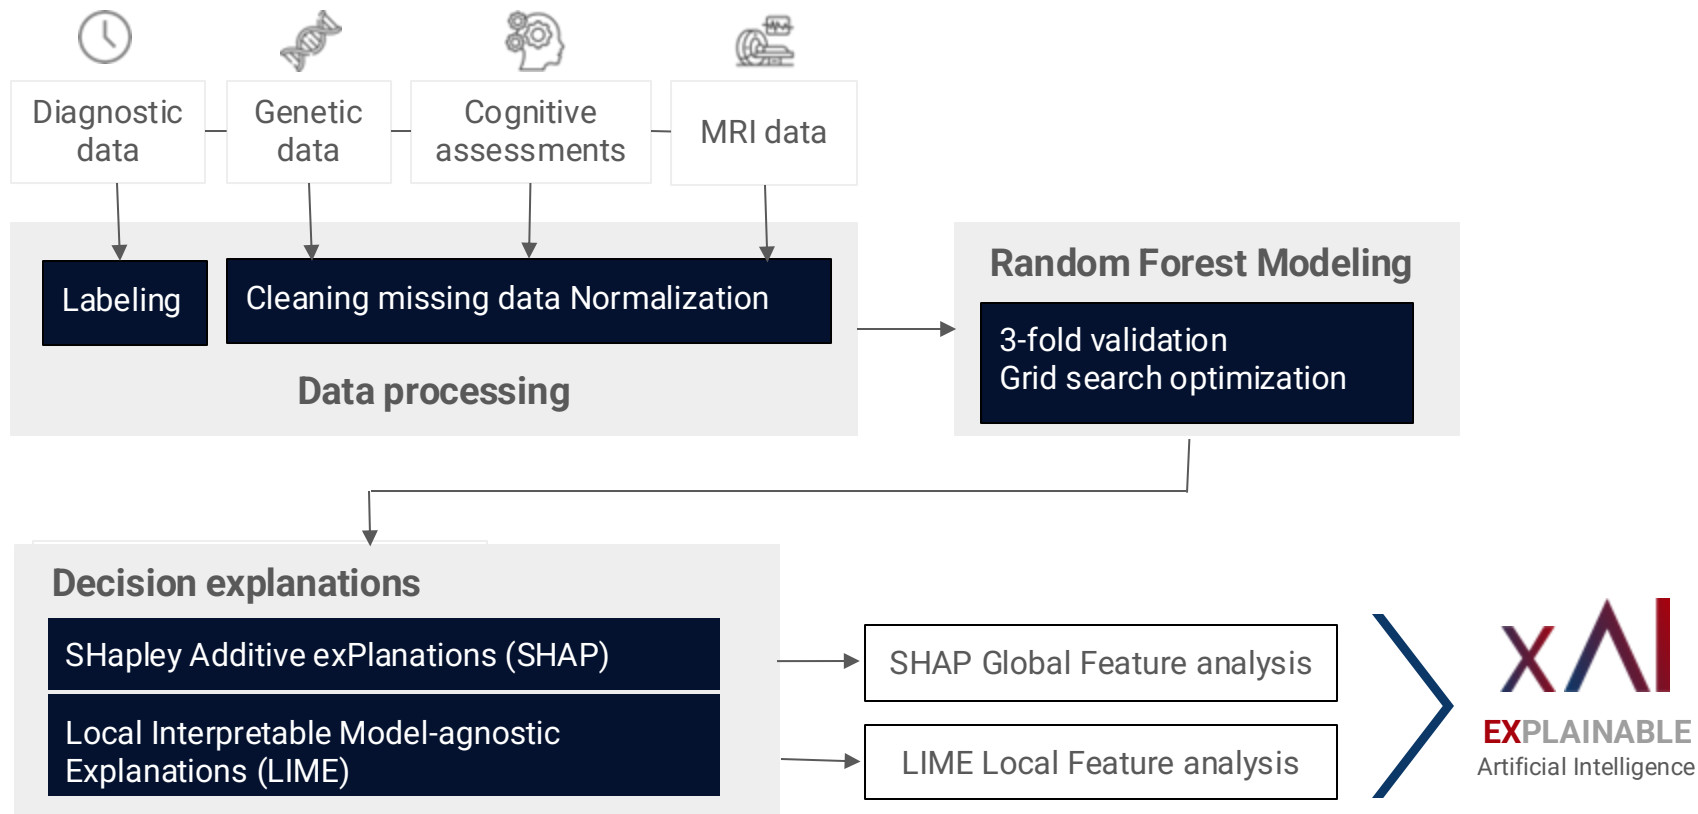 Diagnostic
data
Genetic
data
Cognitive
assessments
MRI data
Labeling
Cleaning missing data Normalization
Data processing
Random Forest Modeling
3-fold validation
Grid search optimization
Decision explanations
SHapley Additive exPlanations (SHAP)
Local Interpretable Model-agnostic
Explanations (LIME)
SHAP Global Feature analysis
LIME Local Feature analysis
xAI
EXPLAINABLE
Artificial Intelligence